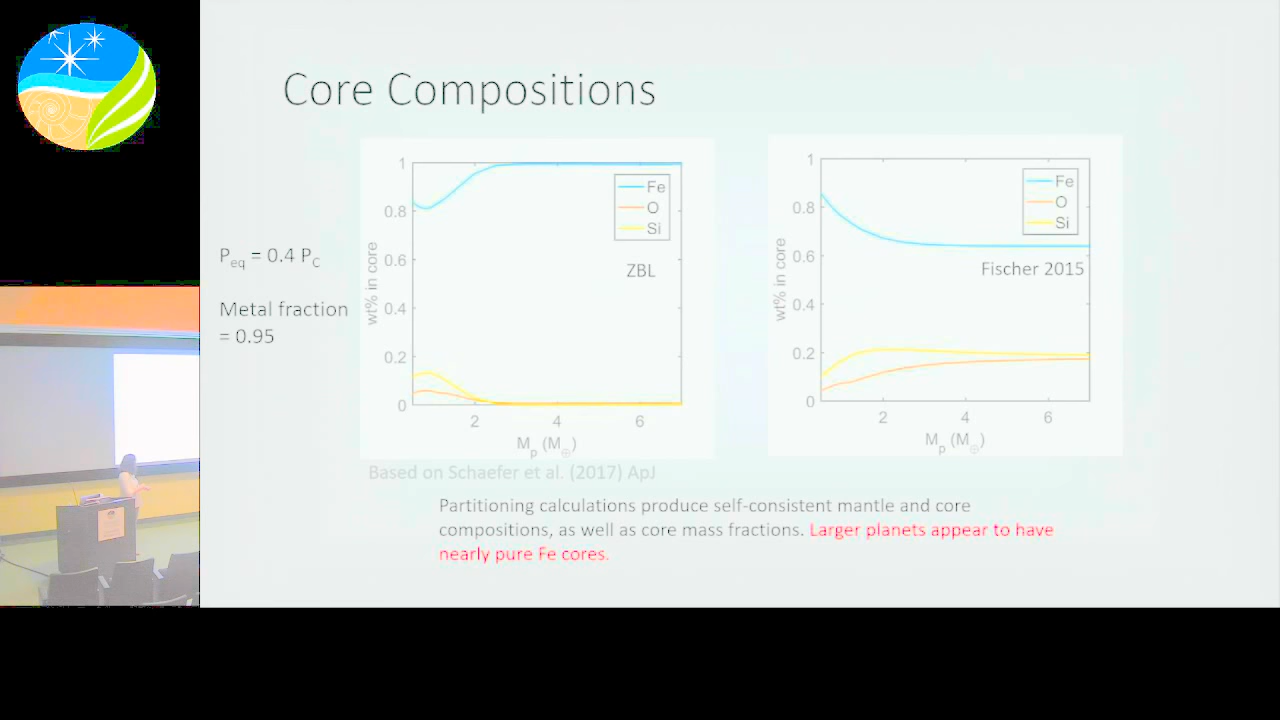 Core Compositions
P_eq = 0.4 P_C
Metal fraction
= 0.95
1
0.8
0.6
0.4
0.2
0
wt% in core
Fe
O
Si
ZBL
2
4
6
M_p (M_⊕)
1
0.8
0.6
0.4
0.2
0
wt% in core
Fe
O
Si
Fischer 2015
2
4
6
M_p (M_⊕)
Based on Schaefer et al. (2017) ApJ
Partitioning calculations produce self-consistent mantle and core
compositions, as well as core mass fractions. Larger planets appear to have
nearly pure Fe cores.